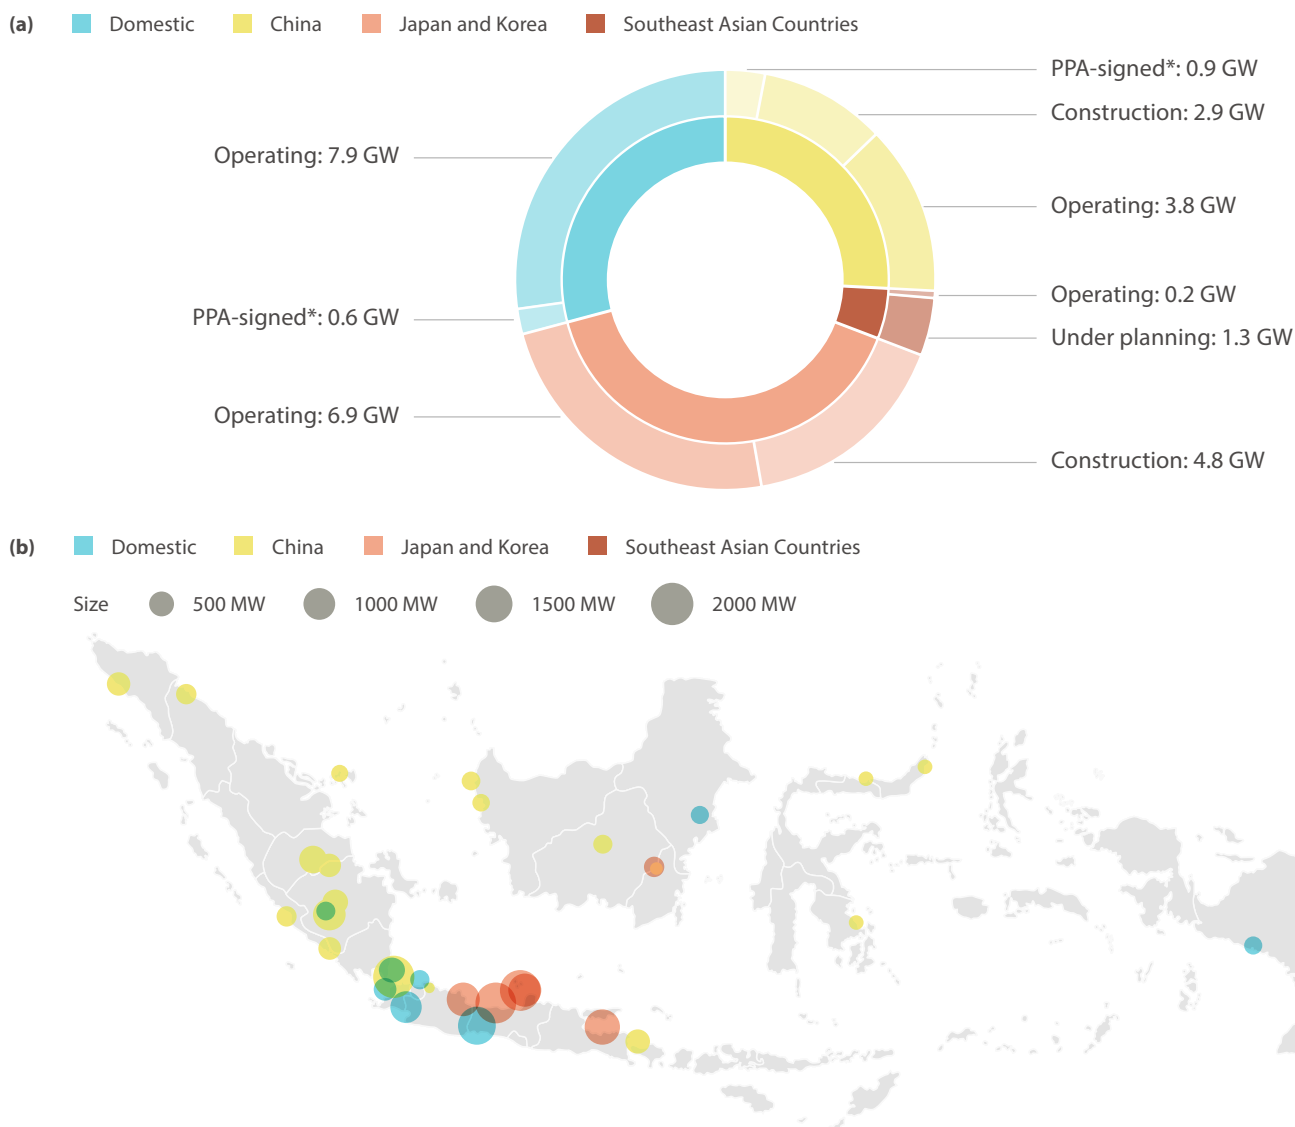 (a) Domestic China Japan and Korea Southeast Asian Countries
PPA-signed*: 0.9 GW
Construction: 2.9 GW
Operating: 7.9 GW
Operating: 3.8 GW
Operating: 0.2 GW
PPA-signed*: 0.6 GW
Under planning: 1.3 GW
Operating: 6.9 GW
Construction: 4.8 GW
(b) Domestic China Japan and Korea Southeast Asian Countries
Size 500 MW 1000 MW 1500 MW 2000 MW